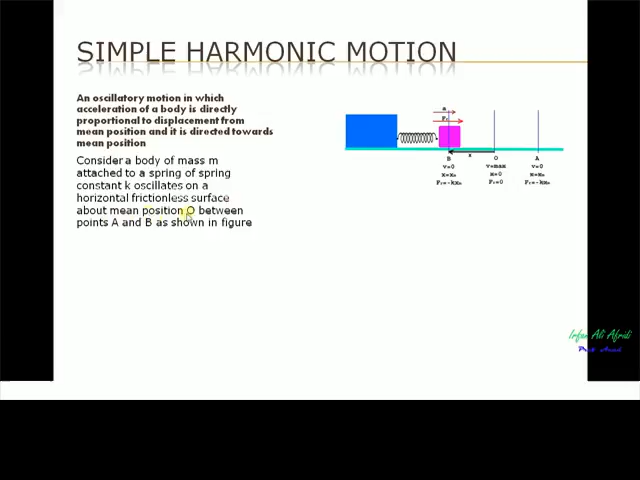 SIMPLE HARMONIC MOTION
An oscillatory motion in which
acceleration of a body is directly
proportional to displacement from
mean position and it is directed towards
mean position
Consider a body of mass m
attached to a spring of spring
constant k oscillates on a
horizontal frictionless surface
about mean position O between
points A and B as shown in figure
a
x
B O A
v=0 v=max v=0
x=0
Irfan Ali Afridi